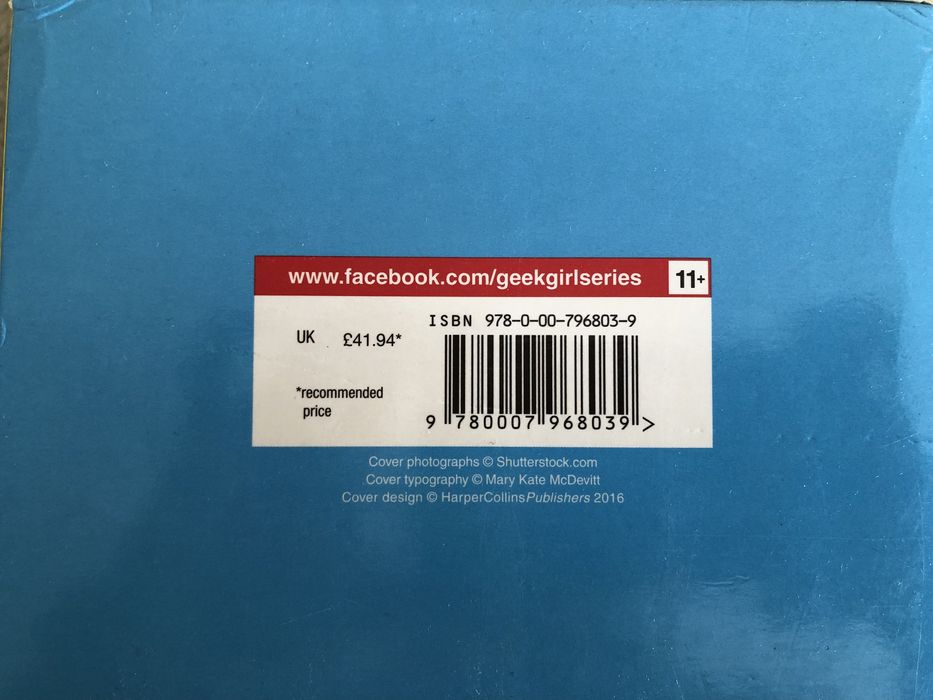 www.facebook.com/geekgirlseries 11+
ISBN 978-0-00-796803-9
UK £41.94*
*recommended
price
9 780007 968039 >
Cover photographs © Shutterstock.com
Cover typography © Mary Kate McDevitt
Cover design © HarperCollinsPublishers 2016